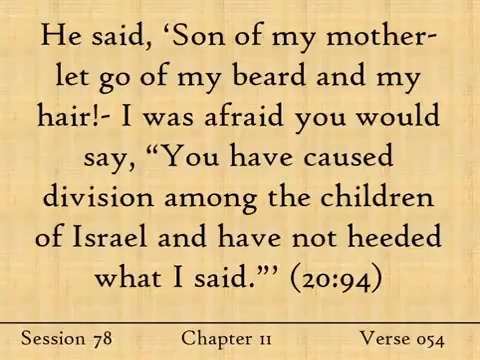 He said, ‘Son of my mother-
let go of my beard and my
hair!- I was afraid you would
say, “You have caused
division among the children
of Israel and have not heeded
what I said.”’ (20:94)
Session 78 Chapter 11 Verse 054